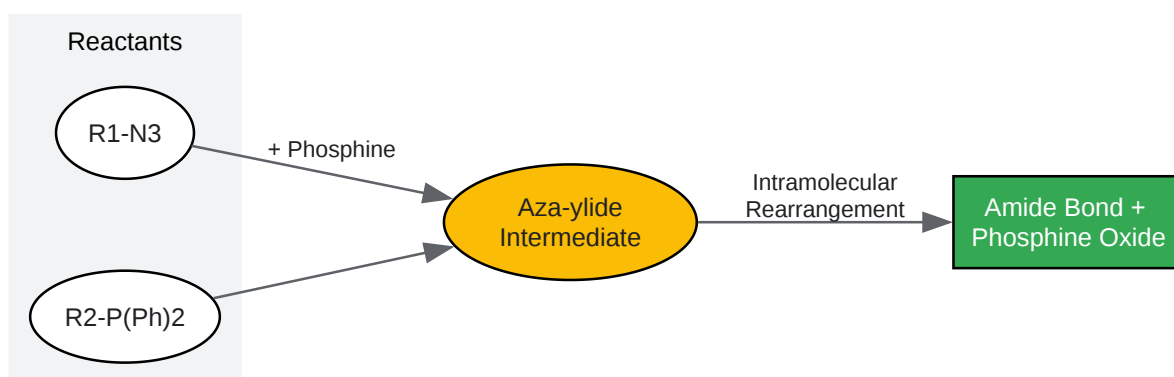 Reactants
R1-N3
+ Phosphine
R2-P(Ph)2
Aza-ylide
Intermediate
Intramolecular
Rearrangement
Amide Bond +
Phosphine Oxide